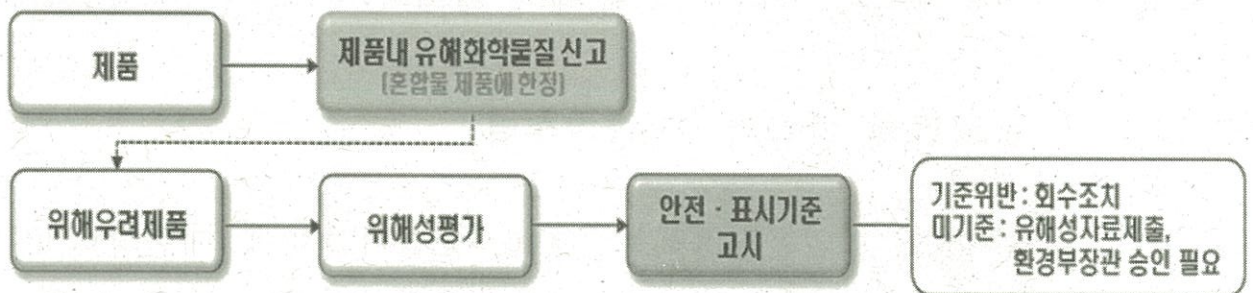 제품
제품내 유해화학물질 신고
(혼합물 제품에 한정)
위해우려제품
위해성평가
안전 · 표시기준
고시
기준위반 : 회수조치
미기준 : 유해성자료제출,
환경부장관 승인 필요